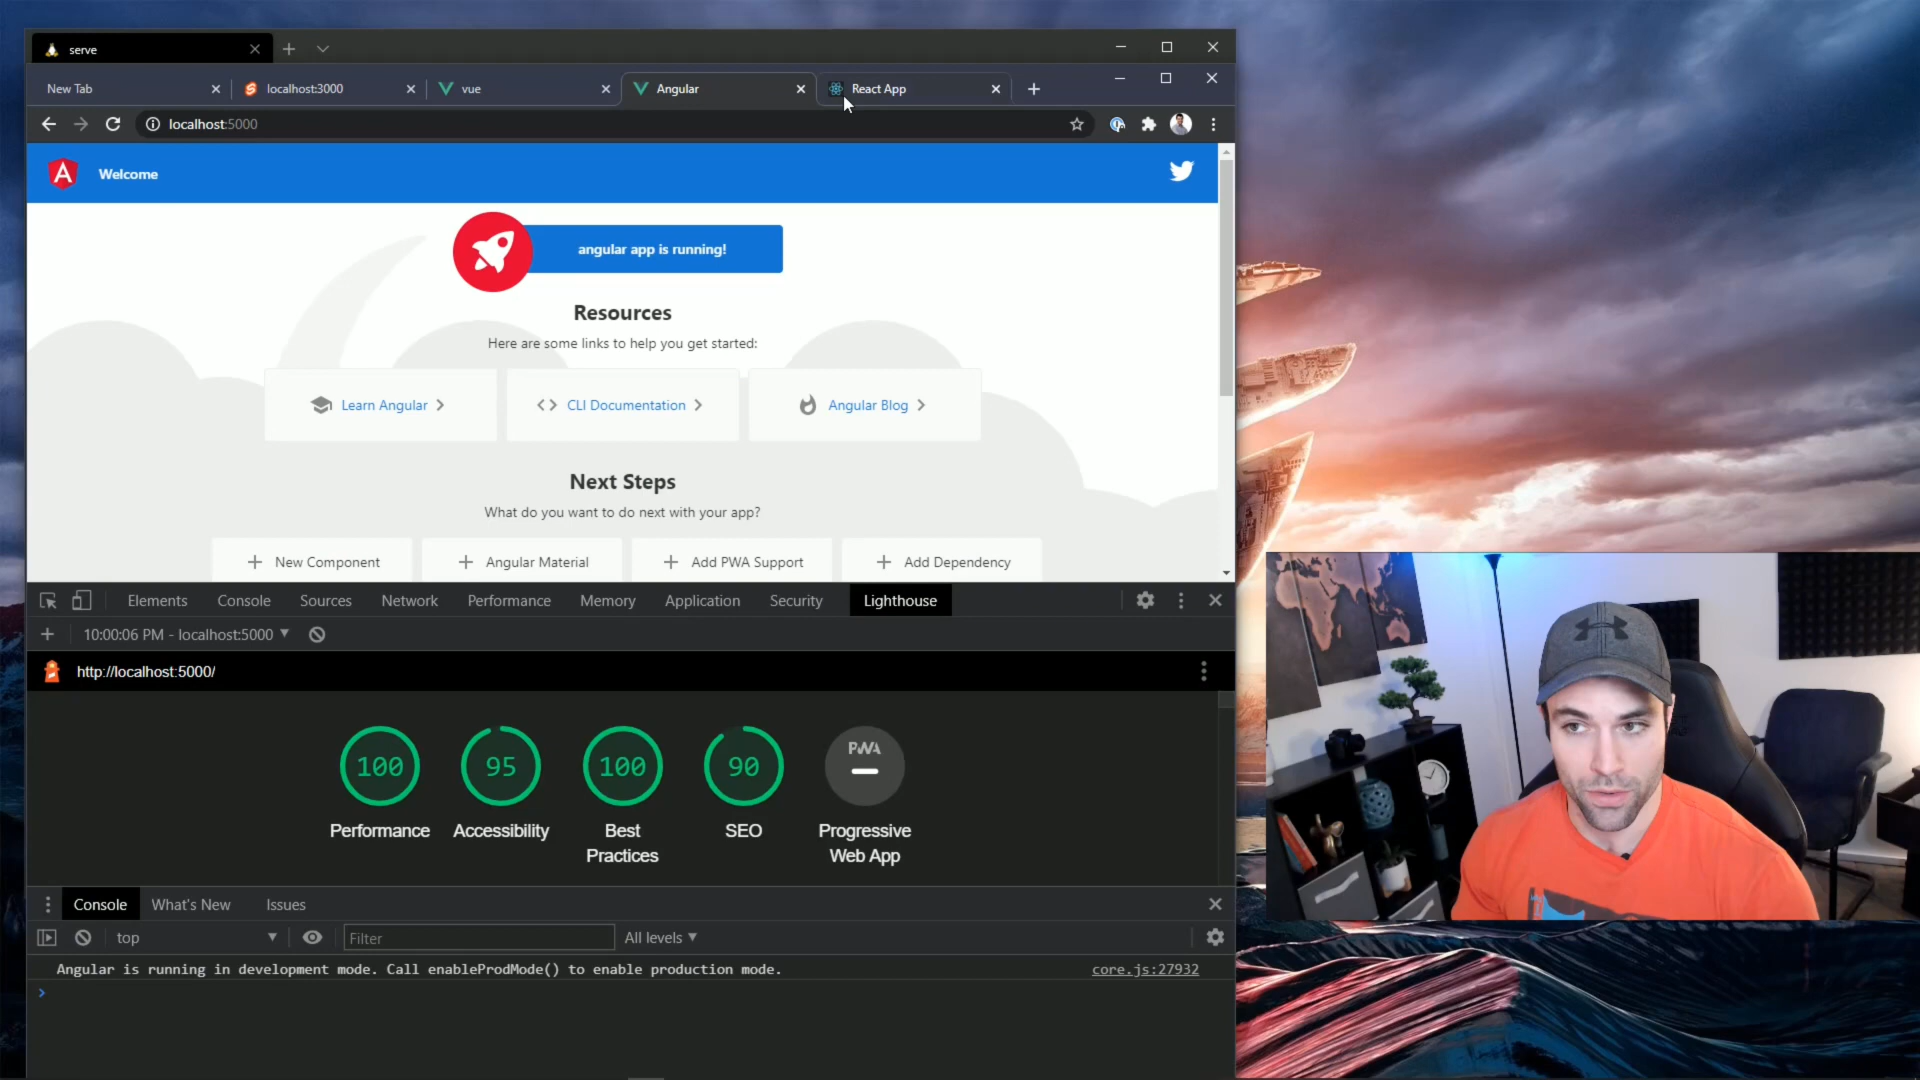 serve
New Tab
localhost:3000
vue
Angular
React App
localhost:5000
A
Welcome
angular app is running!
Resources
Here are some links to help you get started:
Learn Angular
CLI Documentation
Angular Blog
Next Steps
What do you want to do next with your app?
New Component
Angular Material
Add PWA Support
Add Dependency
Elements
Console
Sources
Network
Performance
Memory
Application
Security
Lighthouse
10:00:06 PM - localhost:5000
http://localhost:5000/
100
95
100
90
PWA
Performance
Accessibility
Best
Practices
SEO
Progressive
Web App
Console
What's New
Issues
top
Filter
All levels
Angular is running in development mode. Call enableProdMode() to enable production mode.
core.js:27932